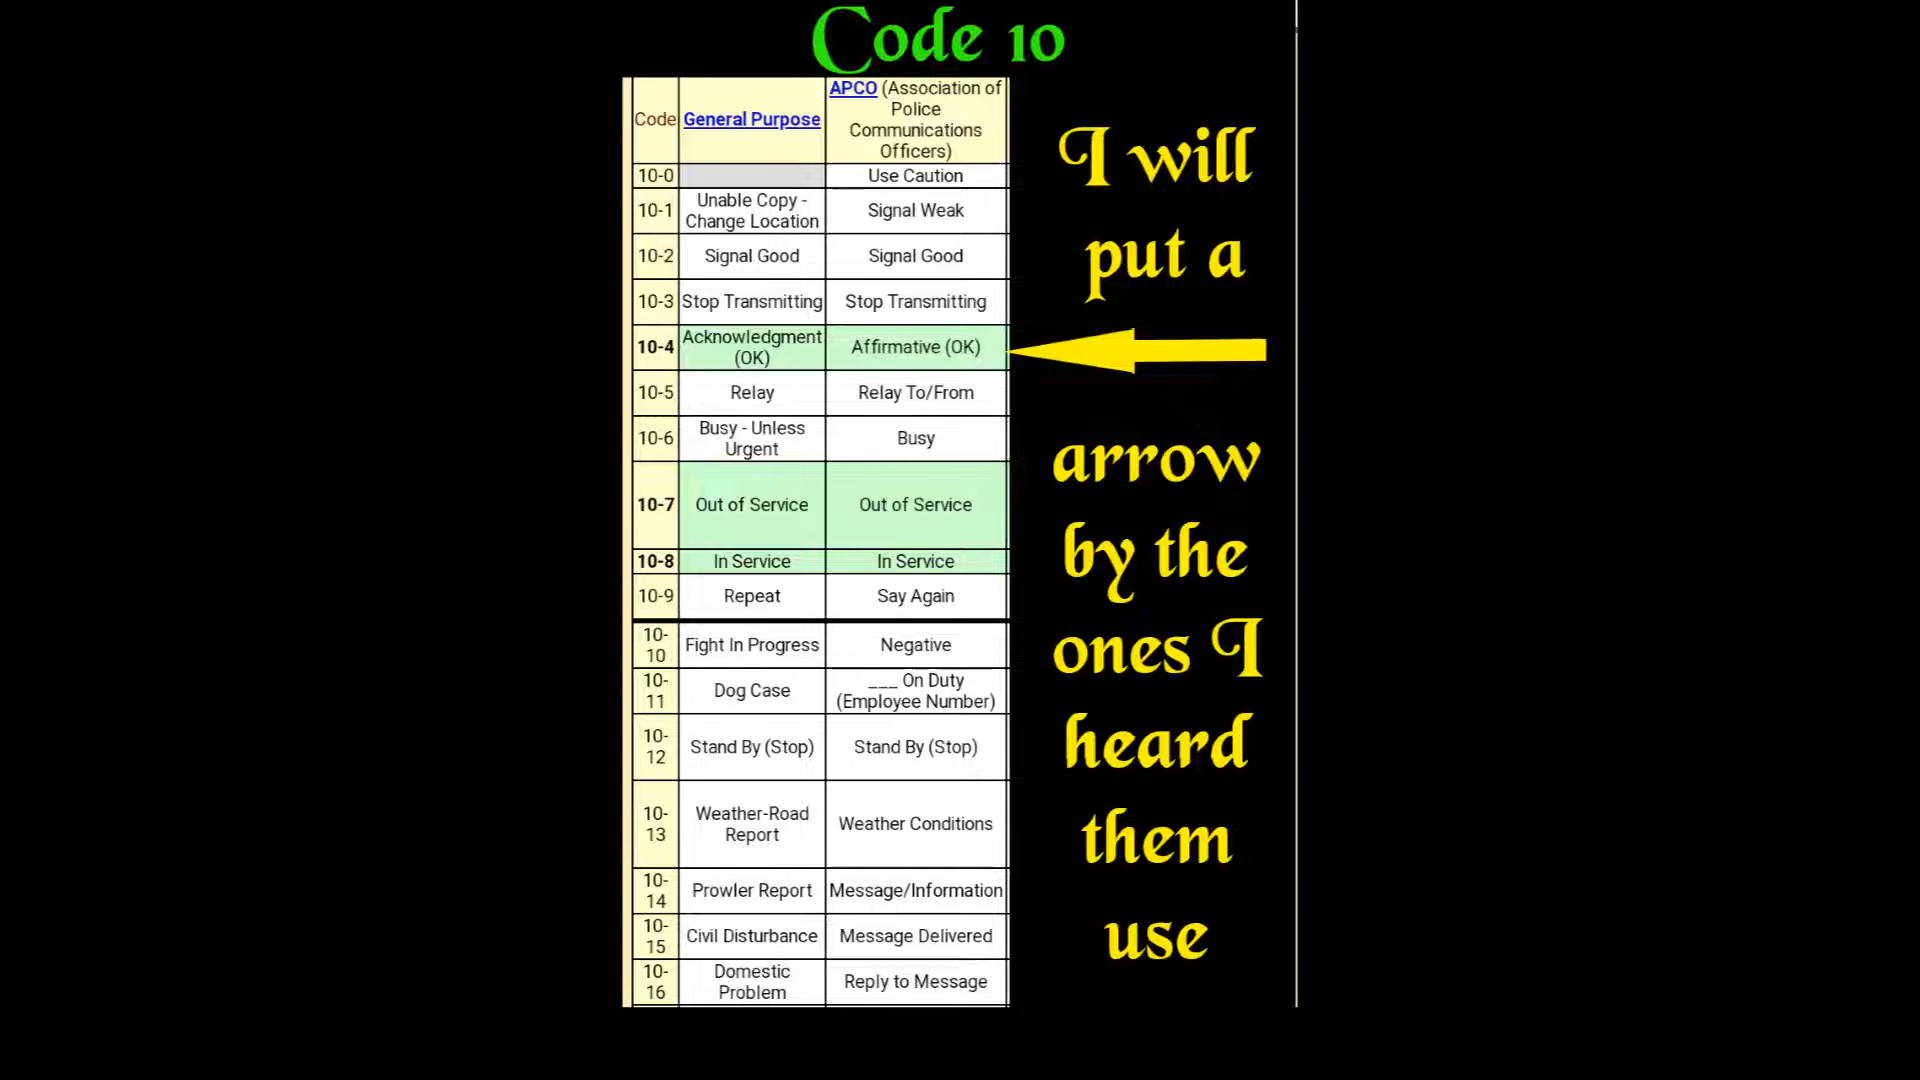 Code 10
Code General Purpose APCO (Association of
Police
Communications
Officers)
10-0 Use Caution
10-1 Unable Copy -
Change Location Signal Weak
10-2 Signal Good Signal Good
10-3 Stop Transmitting Stop Transmitting
10-4 Acknowledgment
(OK) Affirmative (OK)
10-5 Relay Relay To/From
10-6 Busy - Unless
Urgent Busy
10-7 Out of Service Out of Service
10-8 In Service In Service
10-9 Repeat Say Again
10-
10 Fight In Progress Negative
10-
11 Dog Case ___ On Duty
(Employee Number)
10-
12 Stand By (Stop) Stand By (Stop)
10-
13 Weather-Road
Report Weather Conditions
10-
14 Prowler Report Message/Information
10-
15 Civil Disturbance Message Delivered
10-
16 Domestic
Problem Reply to Message
I will
put a
arrow
by the
ones I
heard
them
use